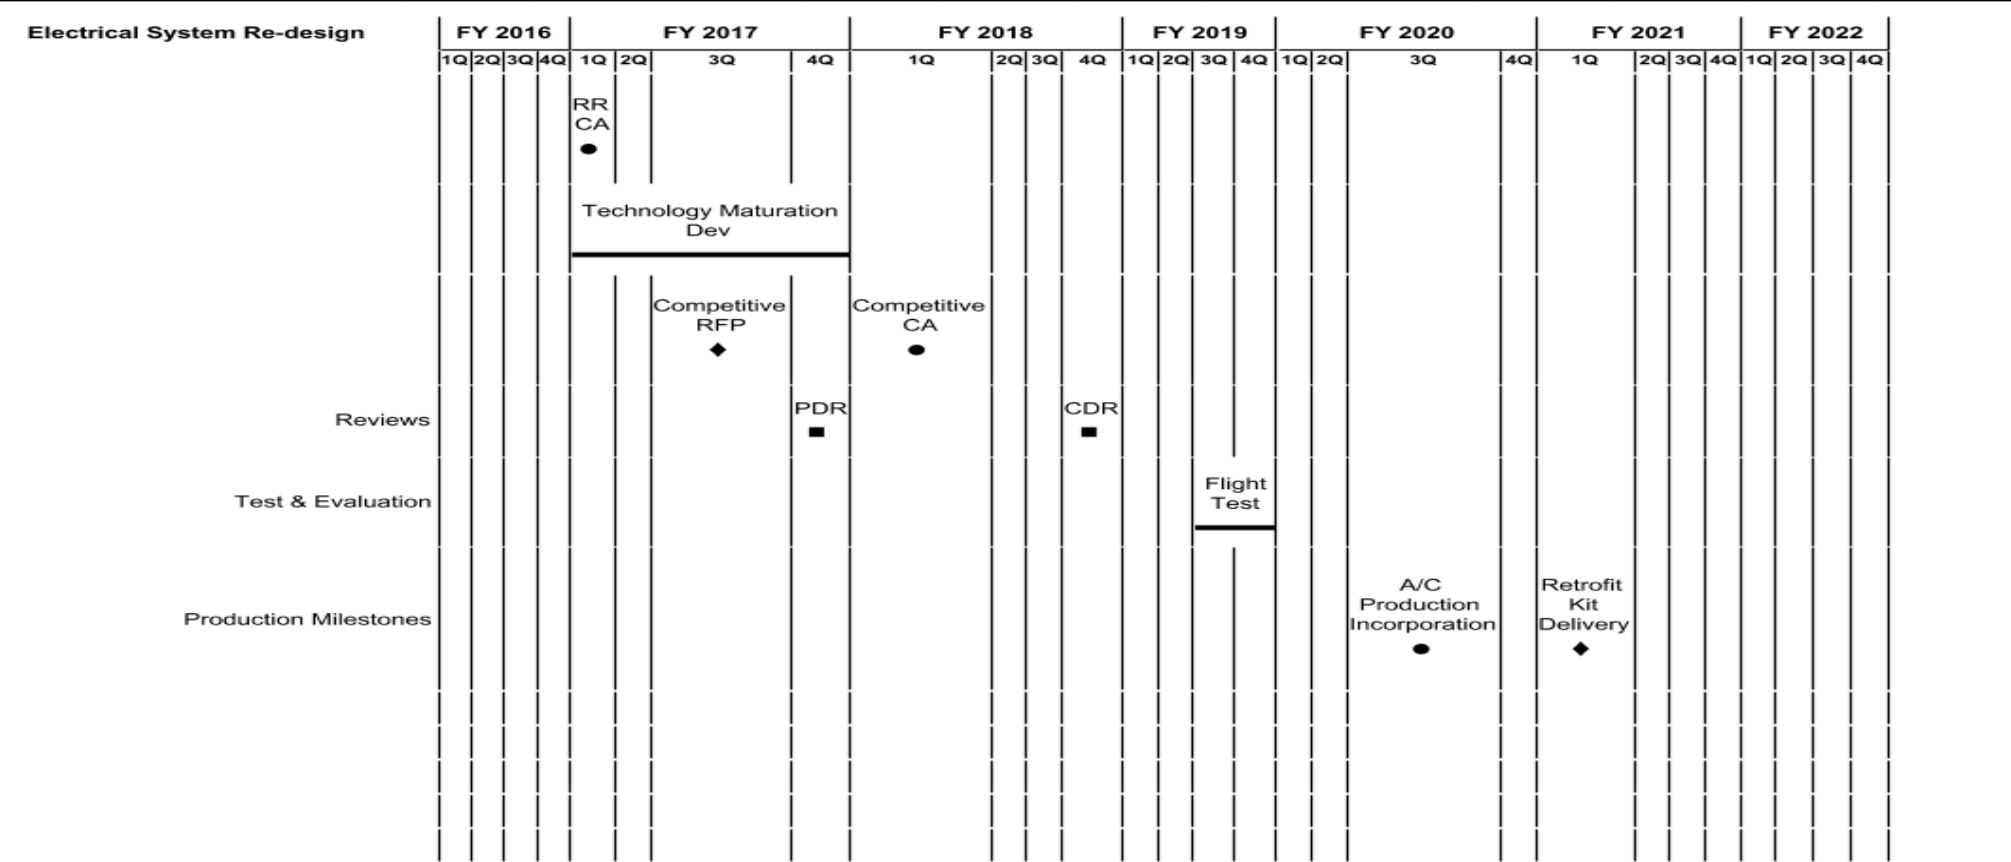 Electrical System Re-design FY 2016 FY 2017 FY 2018 FY 2019 FY 2020 FY 2021 FY 2022
1Q 2Q 3Q 4Q 1Q 2Q 3Q 4Q 1Q 2Q 3Q 4Q 1Q 2Q 3Q 4Q 1Q 2Q 3Q 4Q 1Q 2Q 3Q 4Q 1Q 2Q 3Q 4Q
RR
CA
Technology Maturation
Dev
Competitive Competitive
RFP CA
PDR CDR
Reviews
Flight
Test & Evaluation Test
A/C Retrofit
Production Kit
Production Milestones Incorporation Delivery